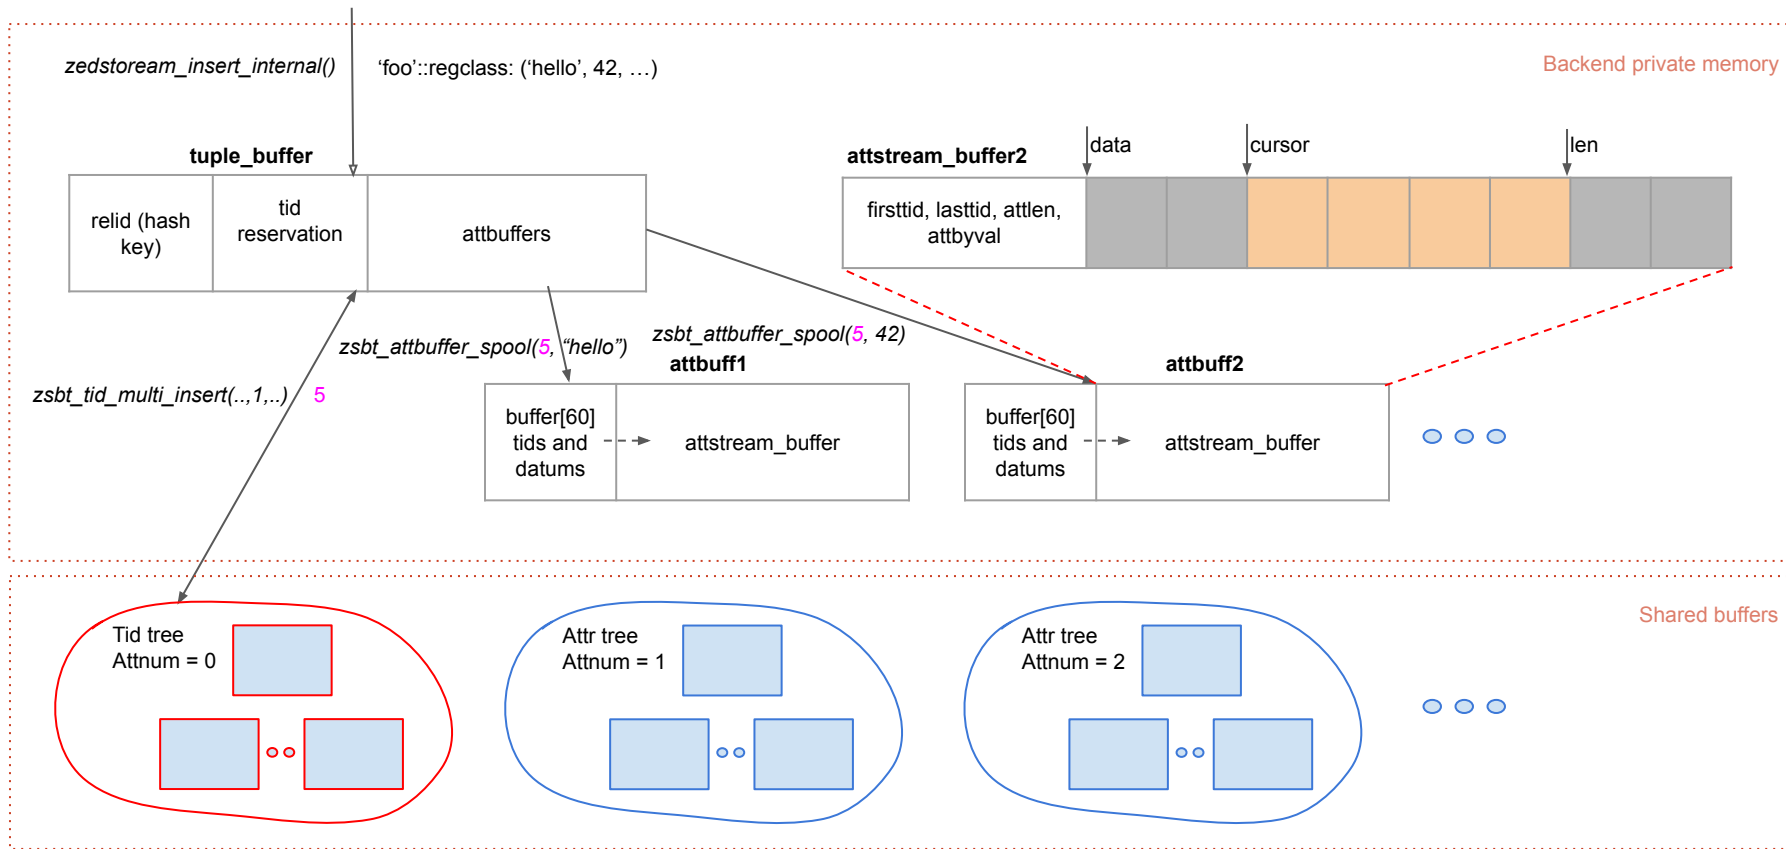 zedstoream_insert_internal()
‘foo’::regclass: (‘hello’, 42, …)
Backend private memory
tuple_buffer
relid (hash
key)
tid
reservation
attbuffers
attstream_buffer2
data
cursor
len
firsttid, lasttid, attlen,
attbyval
zsbt_attbuffer_spool(5, “hello”)
zsbt_attbuffer_spool(5, 42)
zsbt_tid_multi_insert(..,1,..)
5
attbuff1
buffer[60]
tids and
datums
attstream_buffer
attbuff2
buffer[60]
tids and
datums
attstream_buffer
Shared buffers
Tid tree
Attnum = 0
Attr tree
Attnum = 1
Attr tree
Attnum = 2